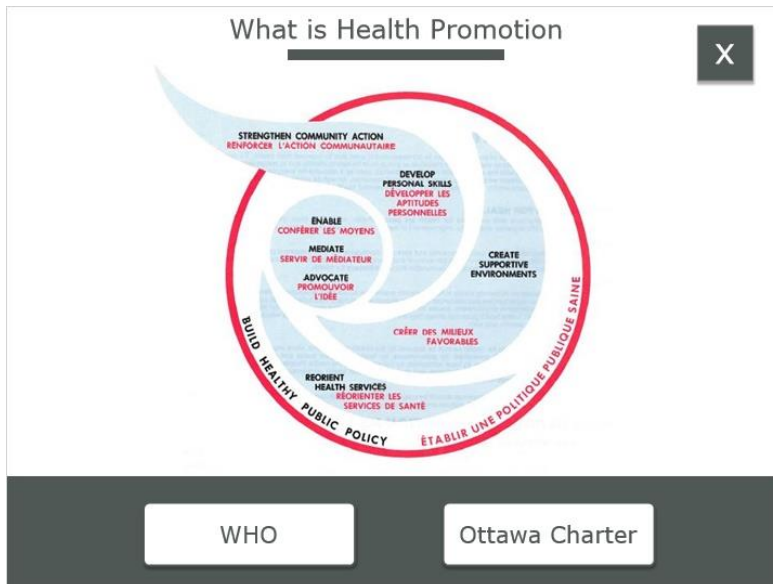 What is Health Promotion
X
STRENGTHEN COMMUNITY ACTION
RENFORCER L'ACTION COMMUNAUTAIRE
DEVELOP
PERSONAL SKILLS
DÉVELOPPER LES
APTITUDES
PERSONNELLES
ENABLE
CONFÉRER LES MOYENS
MEDIATE
SERVIR DE MÉDIATEUR
ADVOCATE
PROMOUVOIR
L'IDÉE
CREATE
SUPPORTIVE
ENVIRONMENTS
CRÉER DES MILIEUX
FAVORABLES
REORIENT
HEALTH SERVICES
RÉORIENTER LES
SERVICES DE SANTÉ
BUILD HEALTHY PUBLIC POLICY
ÉTABLIR UNE POLITIQUE PUBLIQUE SAINE
WHO
Ottawa Charter